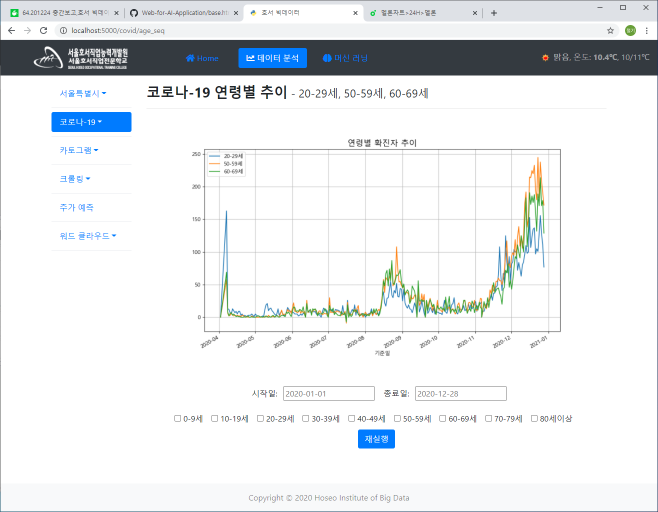 64.201224 중간보고,호서 빅데이
Web-for-AI-Application/base.ht
호서 빅데이터
멜론차트>24H>멜론
localhost:5000/covid/age_seq
서울호서직업능력개발원
서울호서직업전문학교
Home
데이터 분석
머신 러닝
맑음, 온도: 10.4℃, 10/11℃
서울특별시
코로나-19
카토그램
크롤링
주가 예측
워드 클라우드
코로나-19 연령별 추이 - 20-29세, 50-59세, 60-69세
연령별 확진자 추이
20-29세
50-59세
60-69세
250
200
150
100
50
0
2020-04
2020-05
2020-06
2020-07
2020-08
2020-09
2020-10
2020-11
2020-12
2021-01
기준일
시작일: 2020-01-01 종료일: 2020-12-28
0-9세 10-19세 20-29세 30-39세 40-49세 50-59세 60-69세 70-79세 80세이상
재실행
Copyright © 2020 Hoseo Institute of Big Data